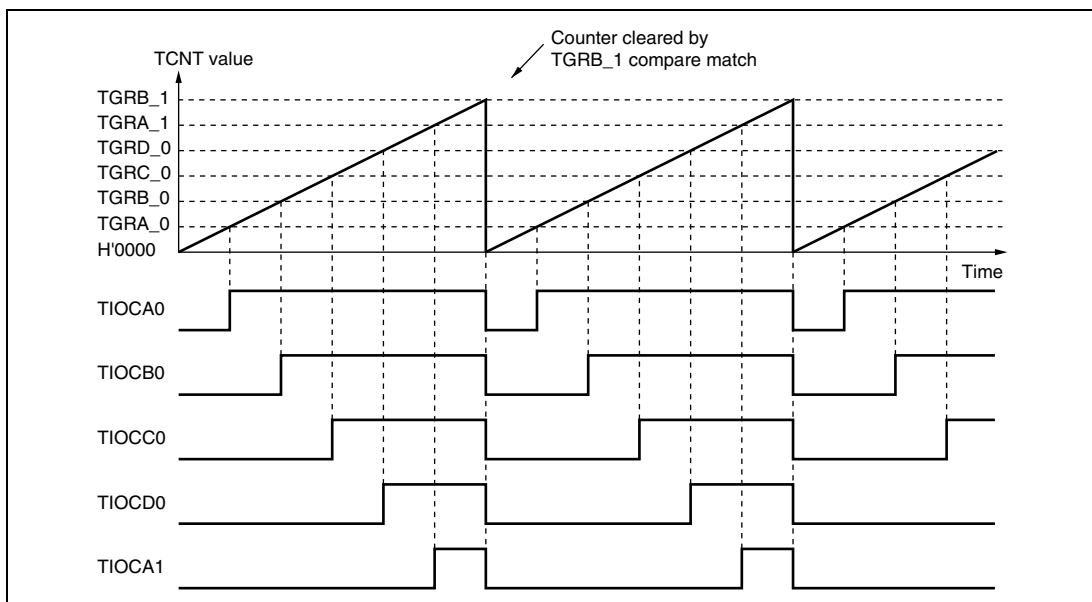 Counter cleared by
TGRB_1 compare match
TCNT value
TGRB_1
TGRA_1
TGRD_0
TGRC_0
TGRB_0
TGRA_0
H'0000
Time
TIOCA0
TIOCB0
TIOCC0
TIOCD0
TIOCA1